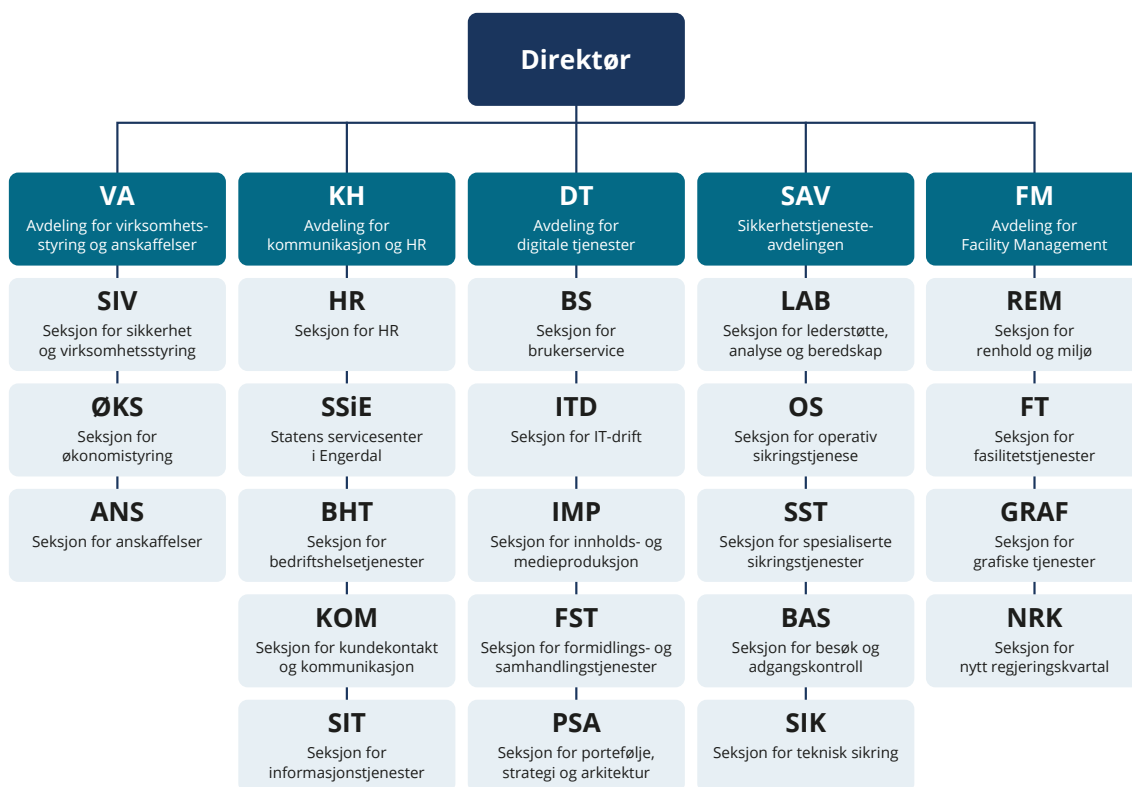 Direktør
VA
Avdeling for virksomhets-
styring og anskaffelser
SIV
Seksjon for sikkerhet
og virksomhetsstyring
ØKS
Seksjon for
økonomistyring
ANS
Seksjon for anskaffelser
KH
Avdeling for
kommunikasjon og HR
HR
Seksjon for HR
SSiE
Statens servicesenter
i Engerdal
BHT
Seksjon for
bedriftshelsetjenester
KOM
Seksjon for kundekontakt
og kommunikasjon
SIT
Seksjon for
informasjonstjenester
DT
Avdeling for
digitale tjenester
BS
Seksjon for
brukerservice
ITD
Seksjon for IT-drift
IMP
Seksjon for innholds- og
medieproduksjon
FST
Seksjon for formidlings- og
samhandlingstjenester
PSA
Seksjon for portefølje,
strategi og arkitektur
SAV
Sikkerhetstjeneste-
avdelingen
LAB
Seksjon for lederstøtte,
analyse og beredskap
OS
Seksjon for operativ
sikringstjenese
SST
Seksjon for spesialiserte
sikringstjenester
BAS
Seksjon for besøk og
adgangskontroll
SIK
Seksjon for teknisk sikring
FM
Avdeling for
Facility Management
REM
Seksjon for
renhold og miljø
FT
Seksjon for
fasilitetstjenester
GRAF
Seksjon for
grafiske tjenester
NRK
Seksjon for
nytt regjeringskvartal